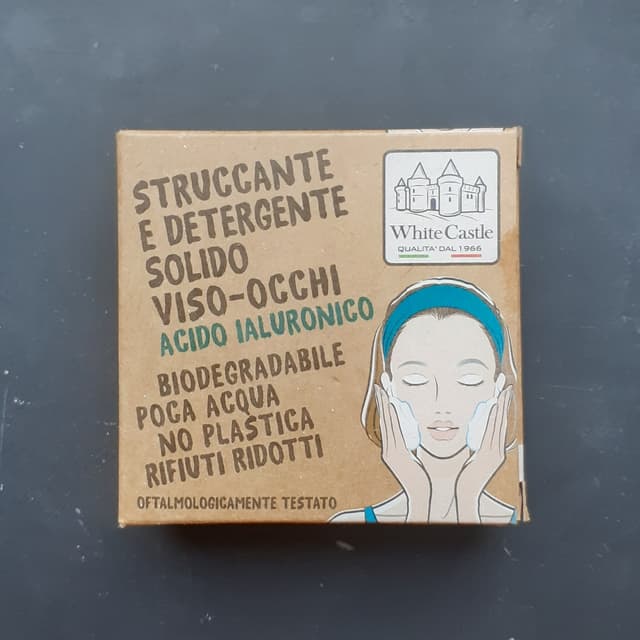 STRUCCANTE
E DETERGENTE
SOLIDO
VISO-OCCHI
ACIDO IALURONICO
BIODEGRADABILE
POCA ACQUA
NO PLASTICA
RIFIUTI RIDOTTI
OFTALMOLOGICAMENTE TESTATO
White Castle
QUALITA' DAL 1966